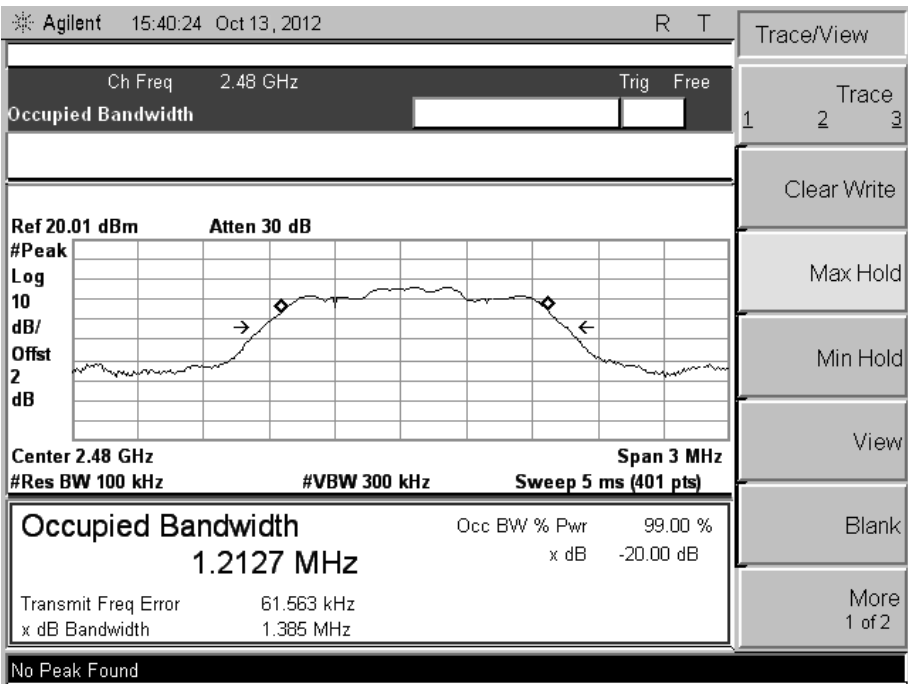 Agilent 15:40:24 Oct 13, 2012 R T
Ch Freq 2.48 GHz Trig Free
Occupied Bandwidth
Ref 20.01 dBm Atten 30 dB
#Peak
Log
10
dB/
Offst
2
dB
Center 2.48 GHz Span 3 MHz
#Res BW 100 kHz #VBW 300 kHz Sweep 5 ms (401 pts)
Occupied Bandwidth
1.2127 MHz
Occ BW % Pwr 99.00 %
x dB -20.00 dB
Transmit Freq Error 61.563 kHz
x dB Bandwidth 1.385 MHz
No Peak Found
Trace/View
Trace
1 2 3
Clear Write
Max Hold
Min Hold
View
Blank
More
1 of 2